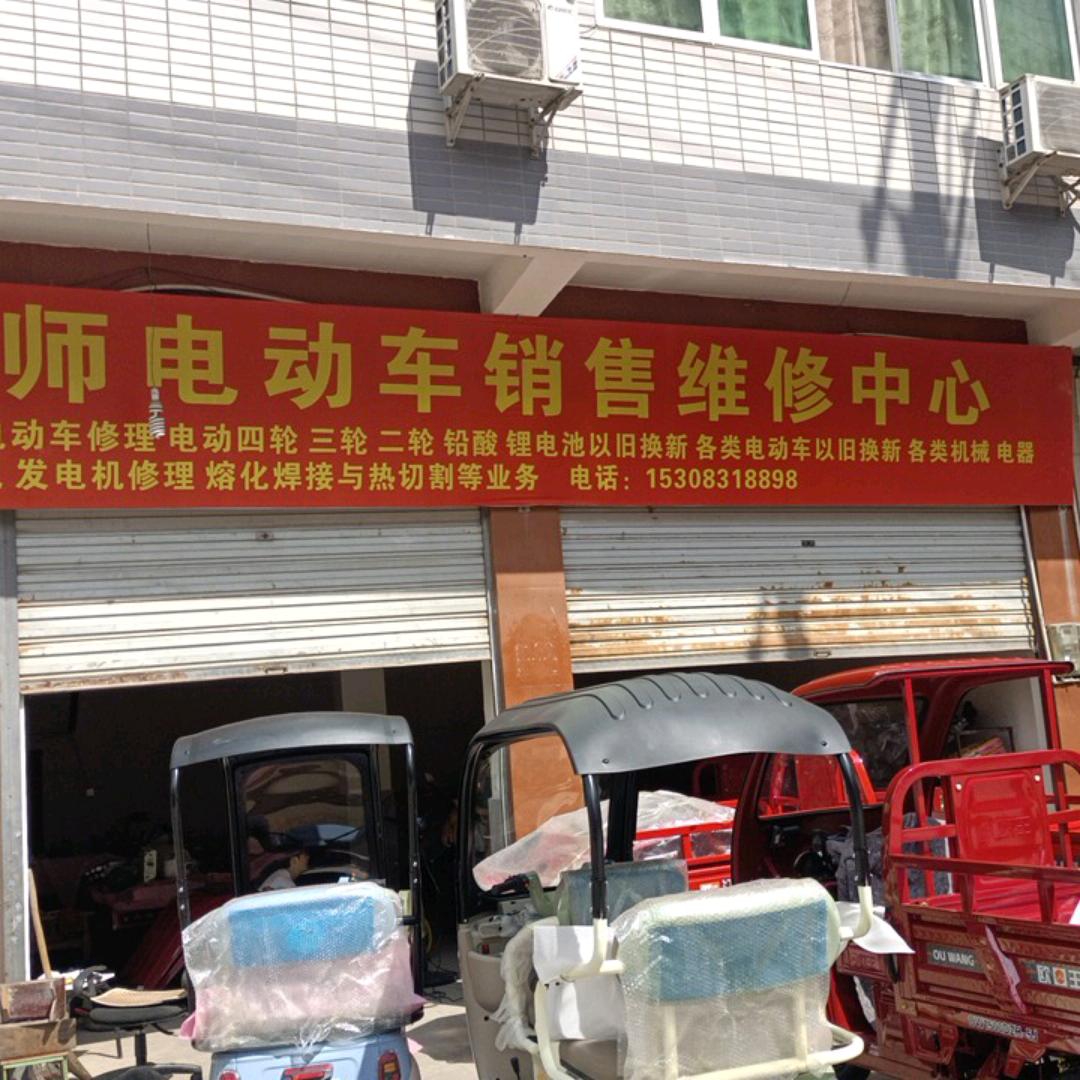 师电动车销售维修中心
电动车修理 电动四轮 三轮 二轮 铅酸 锂电池以旧换新 各类电动车以旧换新 各类机械 电器
发电机修理 熔化焊接与热切割等业务 电话：15308318898
OU WANG
欧 王